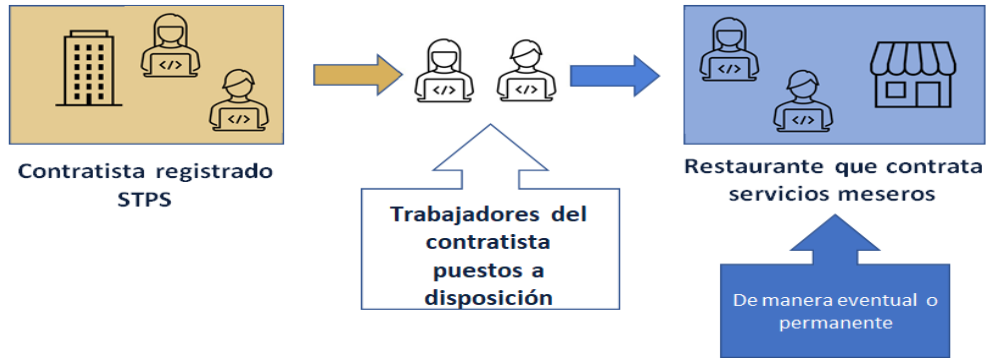 Contratista registrado
STPS
Trabajadores del
contratista
puestos a
disposición
Restaurante que contrata
servicios meseros
De manera eventual o
permanente